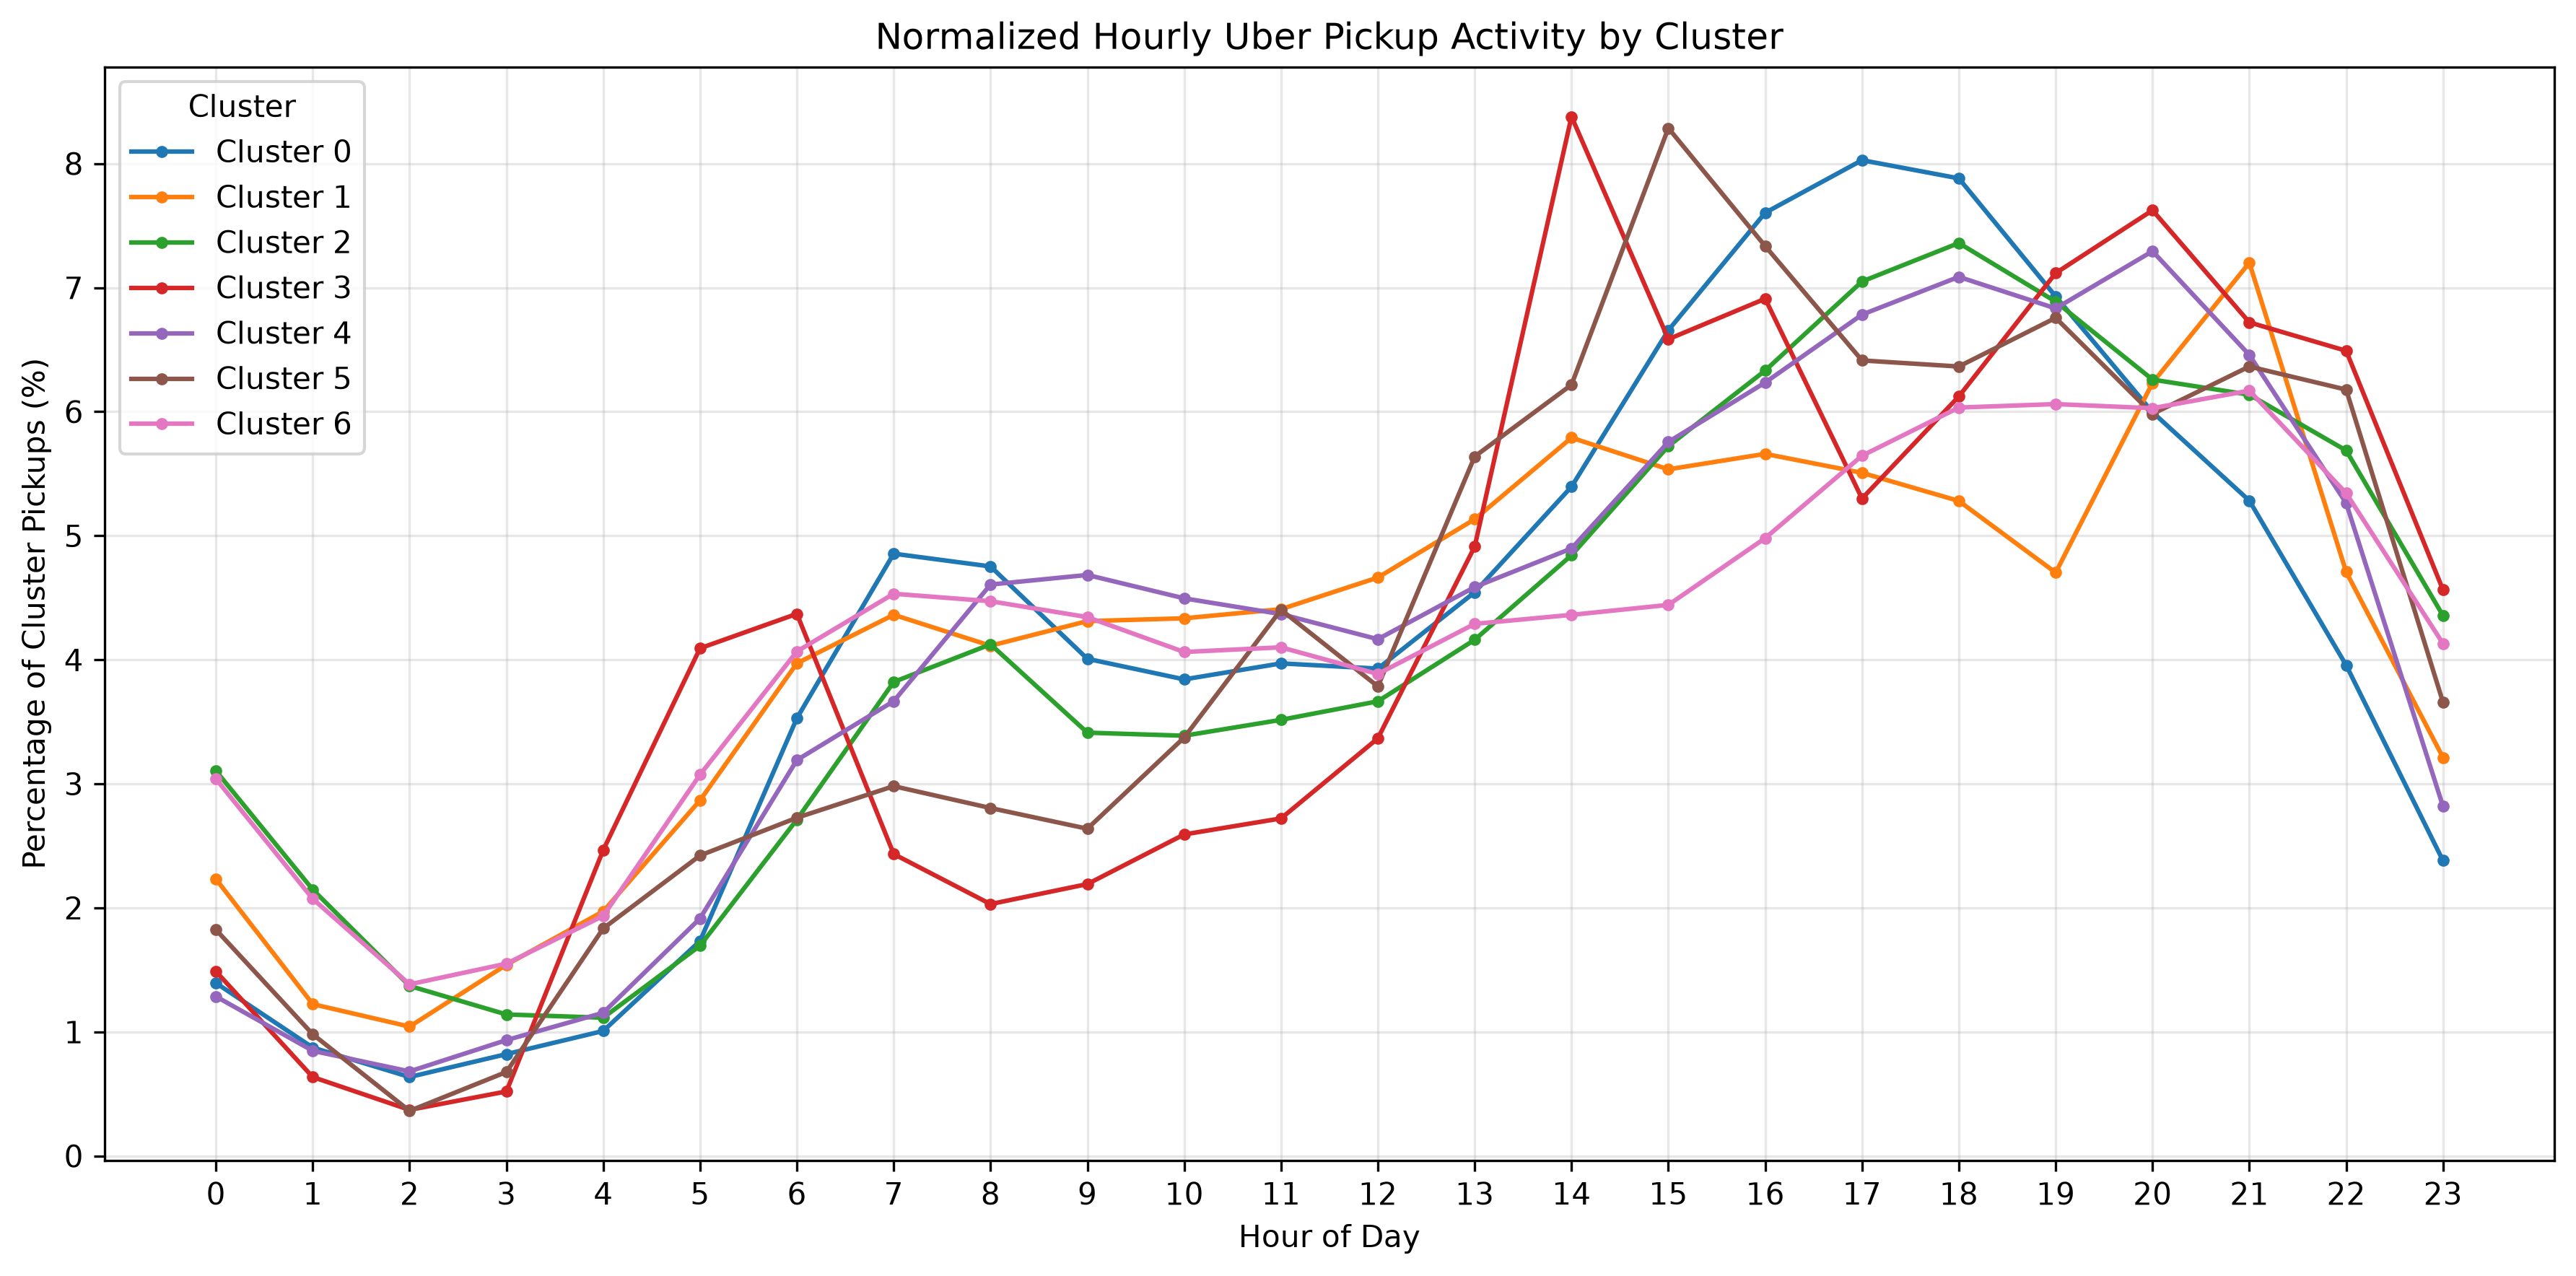 Normalized Hourly Uber Pickup Activity by Cluster
Cluster
Cluster 0
Cluster 1
Cluster 2
Cluster 3
Cluster 4
Cluster 5
Cluster 6
Percentage of Cluster Pickups (%)
8
7
6
5
4
3
2
1
0
0 1 2 3 4 5 6 7 8 9 10 11 12 13 14 15 16 17 18 19 20 21 22 23
Hour of Day